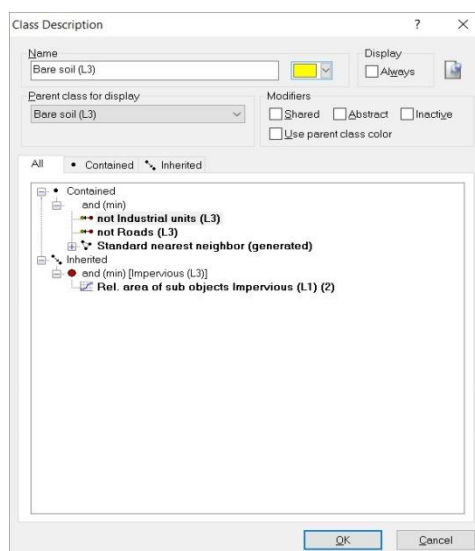 Class Description ? X
Name
Bare soil (L3)
Display
Always
Parent class for display
Bare soil (L3)
Modifiers
Shared Abstract Inactive
Use parent class color
All Contained Inherited
Contained
and (min)
not Industrial units (L3)
not Roads (L3)
Standard nearest neighbor (generated)
Inherited
and (min) [Impervious (L3)]
Rel. area of sub objects Impervious (L1) (2)
OK Cancel